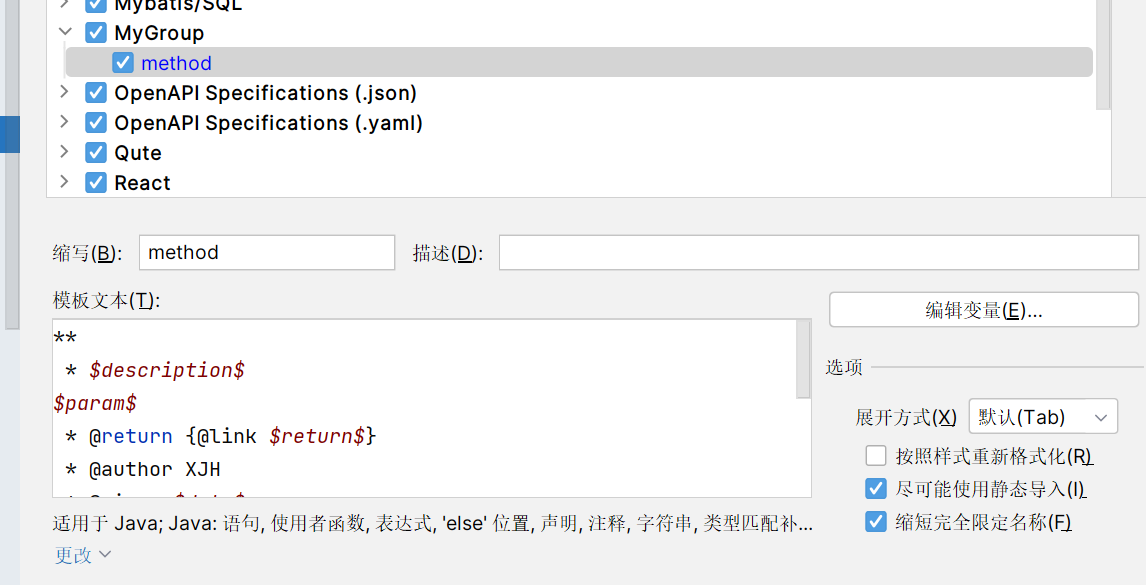 Mybatis/SQL
MyGroup
method
OpenAPI Specifications (.json)
OpenAPI Specifications (.yaml)
Qute
React
缩写(B): method 描述(D):
模板文本(T):
编辑变量(E)...
**
* $description$
$param$
* @return {@link $return$}
* @author XJH
选项
展开方式(X) 默认(Tab)
按照样式重新格式化(R)
尽可能使用静态导入(I)
缩短完全限定名称(F)
适用于 Java; Java: 语句, 使用者函数, 表达式, 'else' 位置, 声明, 注释, 字符串, 类型匹配补...
更改